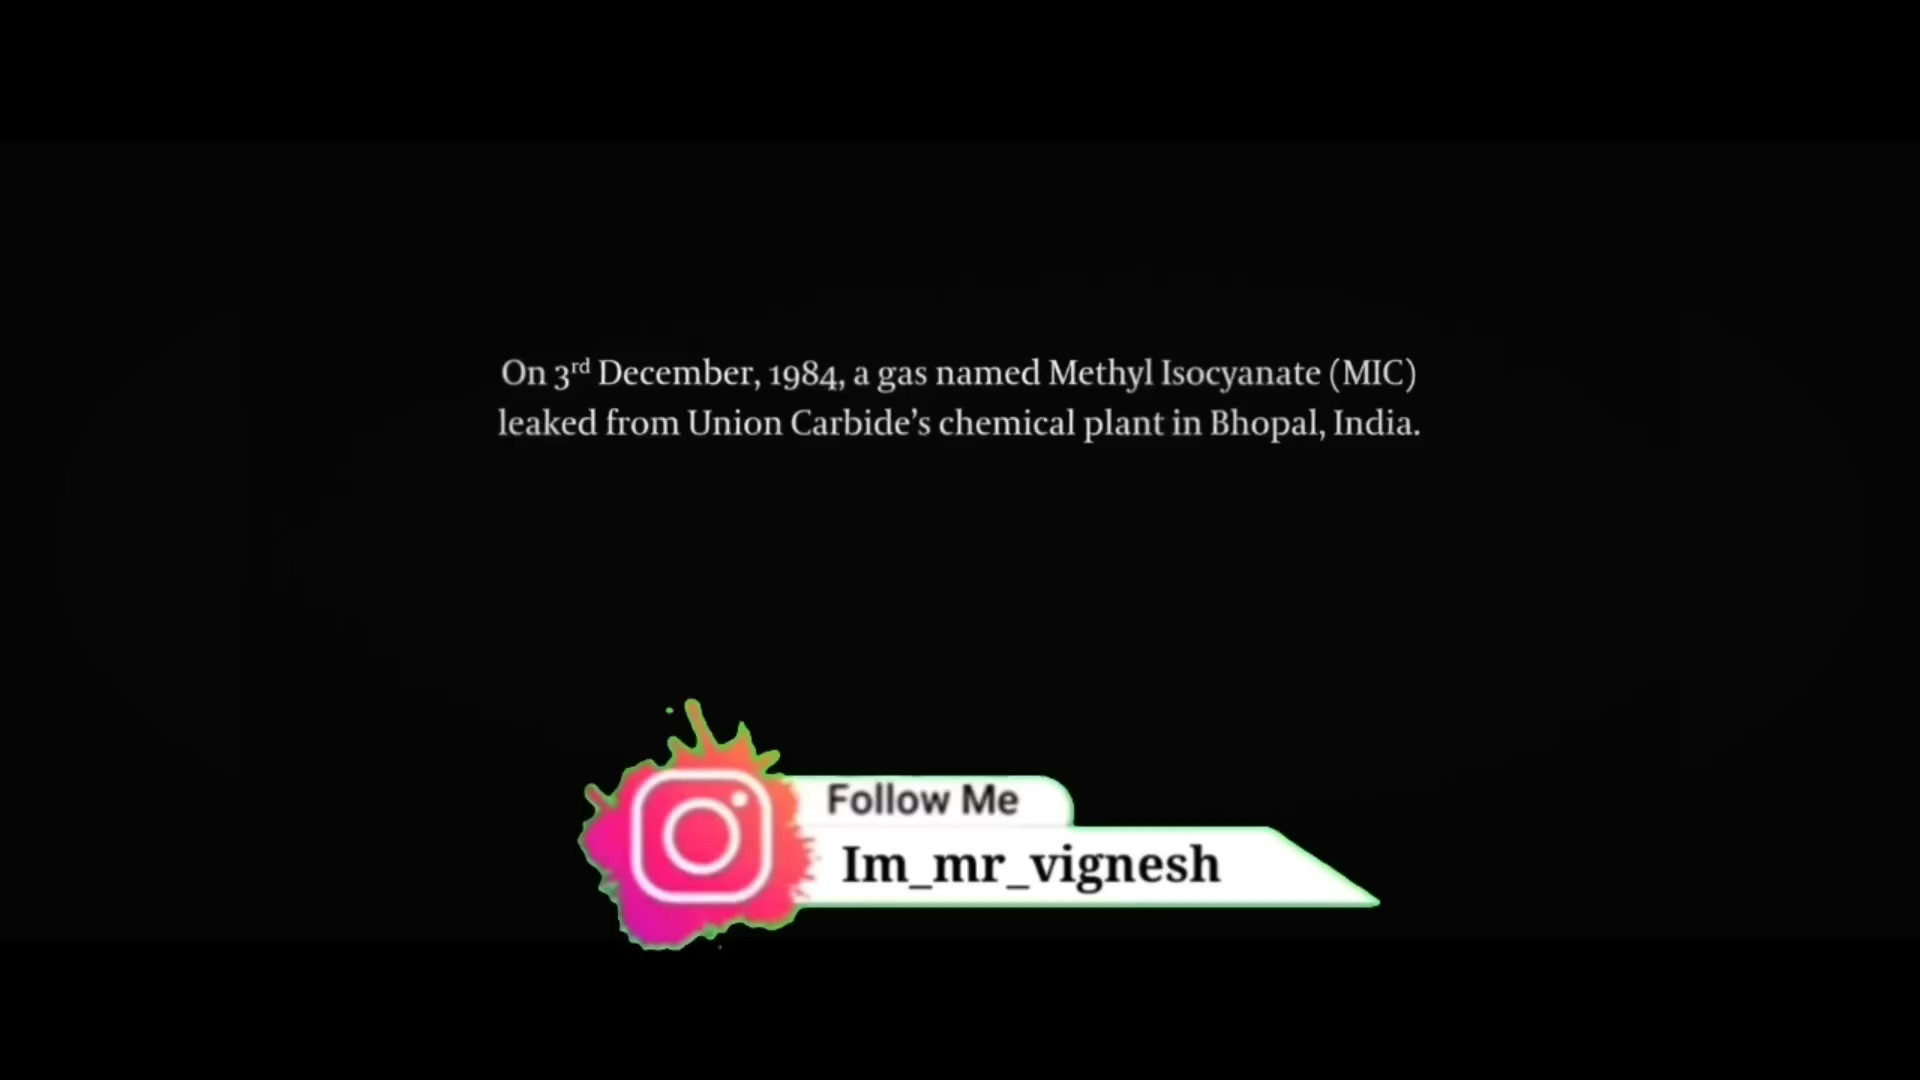 On 3rd December, 1984, a gas named Methyl Isocyanate (MIC)
leaked from Union Carbide’s chemical plant in Bhopal, India.
Follow Me
Im_mr_vignesh